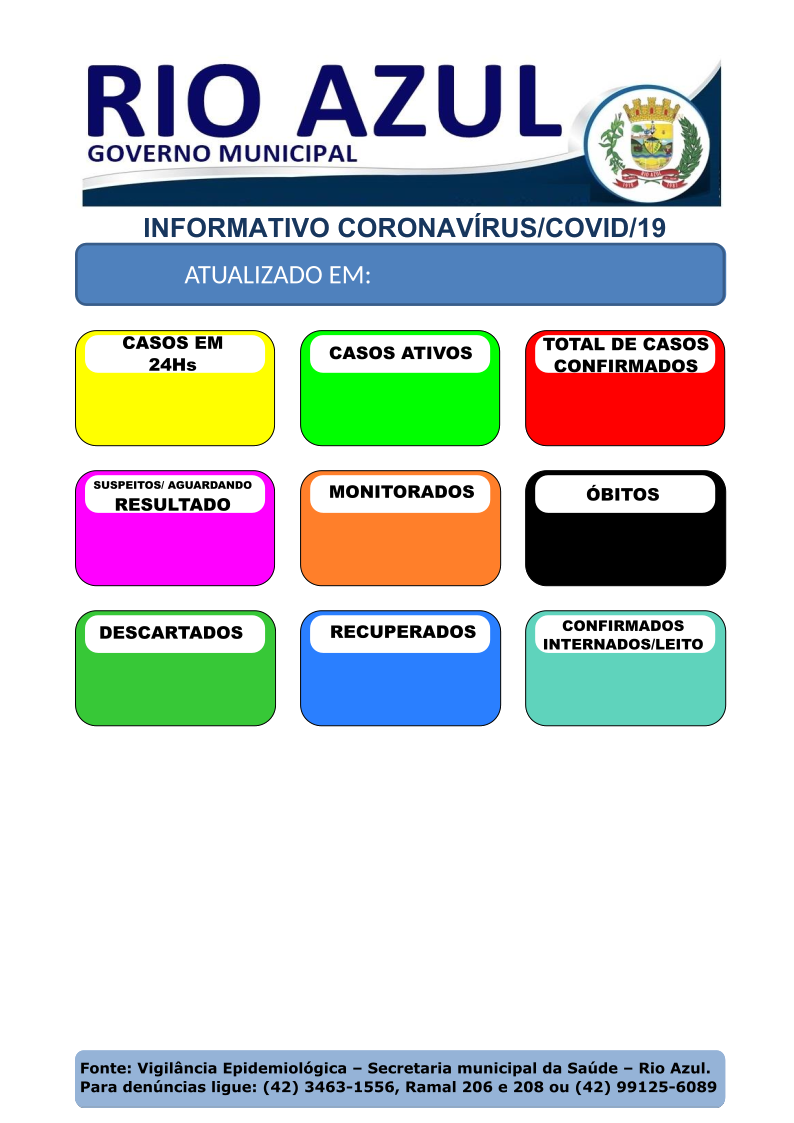 RIO AZUL
GOVERNO MUNICIPAL
RIO AZUL
INFORMATIVO CORONAVÍRUS/COVID/19
ATUALIZADO EM:
CASOS EM
24Hs
CASOS ATIVOS
TOTAL DE CASOS
CONFIRMADOS
SUSPEITOS/ AGUARDANDO
RESULTADO
MONITORADOS
ÓBITOS
DESCARTADOS
RECUPERADOS
CONFIRMADOS
INTERNADOS/LEITO
Fonte: Vigilância Epidemiológica – Secretaria municipal da Saúde – Rio Azul.
Para denúncias ligue: (42) 3463-1556, Ramal 206 e 208 ou (42) 99125-6089